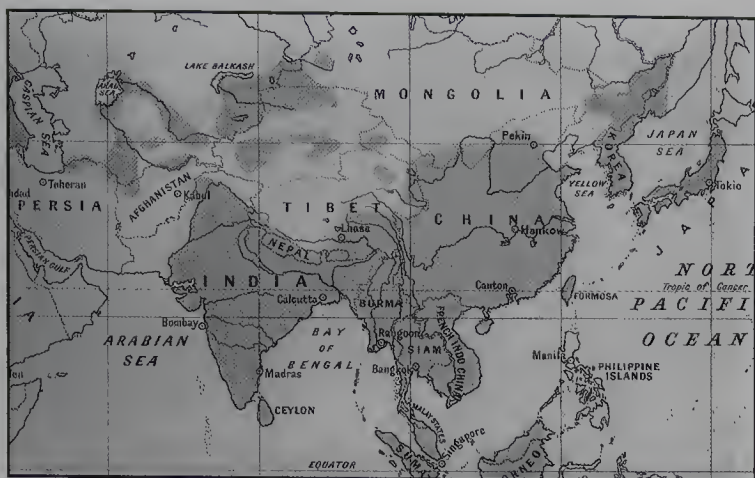 LAKE BALKASH
ARAL SEA
CASPIAN SEA
MONGOLIA
Pekin
KOREA
JAPAN SEA
Teheran
PERSIA
AFGHANISTAN
Kabul
TIBET
Lhasa
CHINA
Hankow
YELLOW SEA
Tokio
JAPA
PERSIAN GULF
NEPAL
INDIA
Calcutta
BURMA
Canton
FORMOSA
NORT
Tropic of Cancer
PACIFI
OCEAN
Bombay
ARABIAN SEA
BAY OF BENGAL
Rangoon
SIAM
FRENCH INDO CHINA
Manila
PHILIPPINE ISLANDS
Madras
Bangkok
CEYLON
MALAY STATES
Singapore
EQUATOR
SUMA
BORNEO